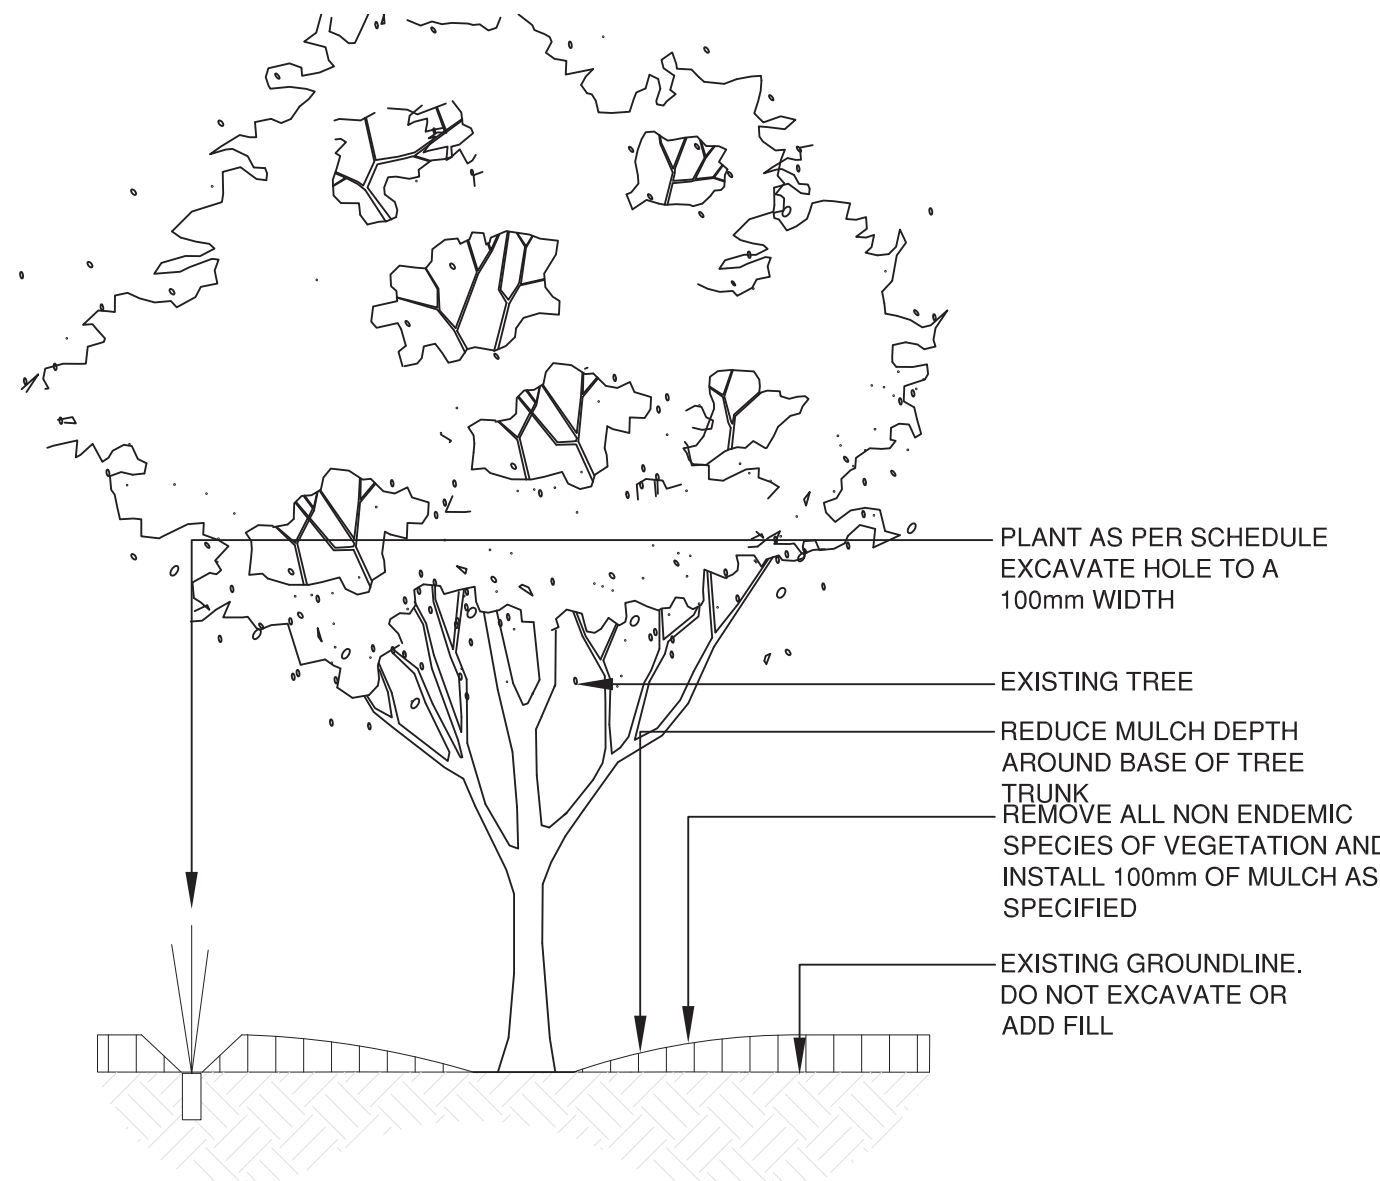 PLANT AS PER SCHEDULE
EXCAVATE HOLE TO A
100mm WIDTH
EXISTING TREE
REDUCE MULCH DEPTH
AROUND BASE OF TREE
TRUNK
REMOVE ALL NON ENDEMIC
SPECIES OF VEGETATION AND
INSTALL 100mm OF MULCH AS
SPECIFIED
EXISTING GROUNDLINE.
DO NOT EXCAVATE OR
ADD FILL